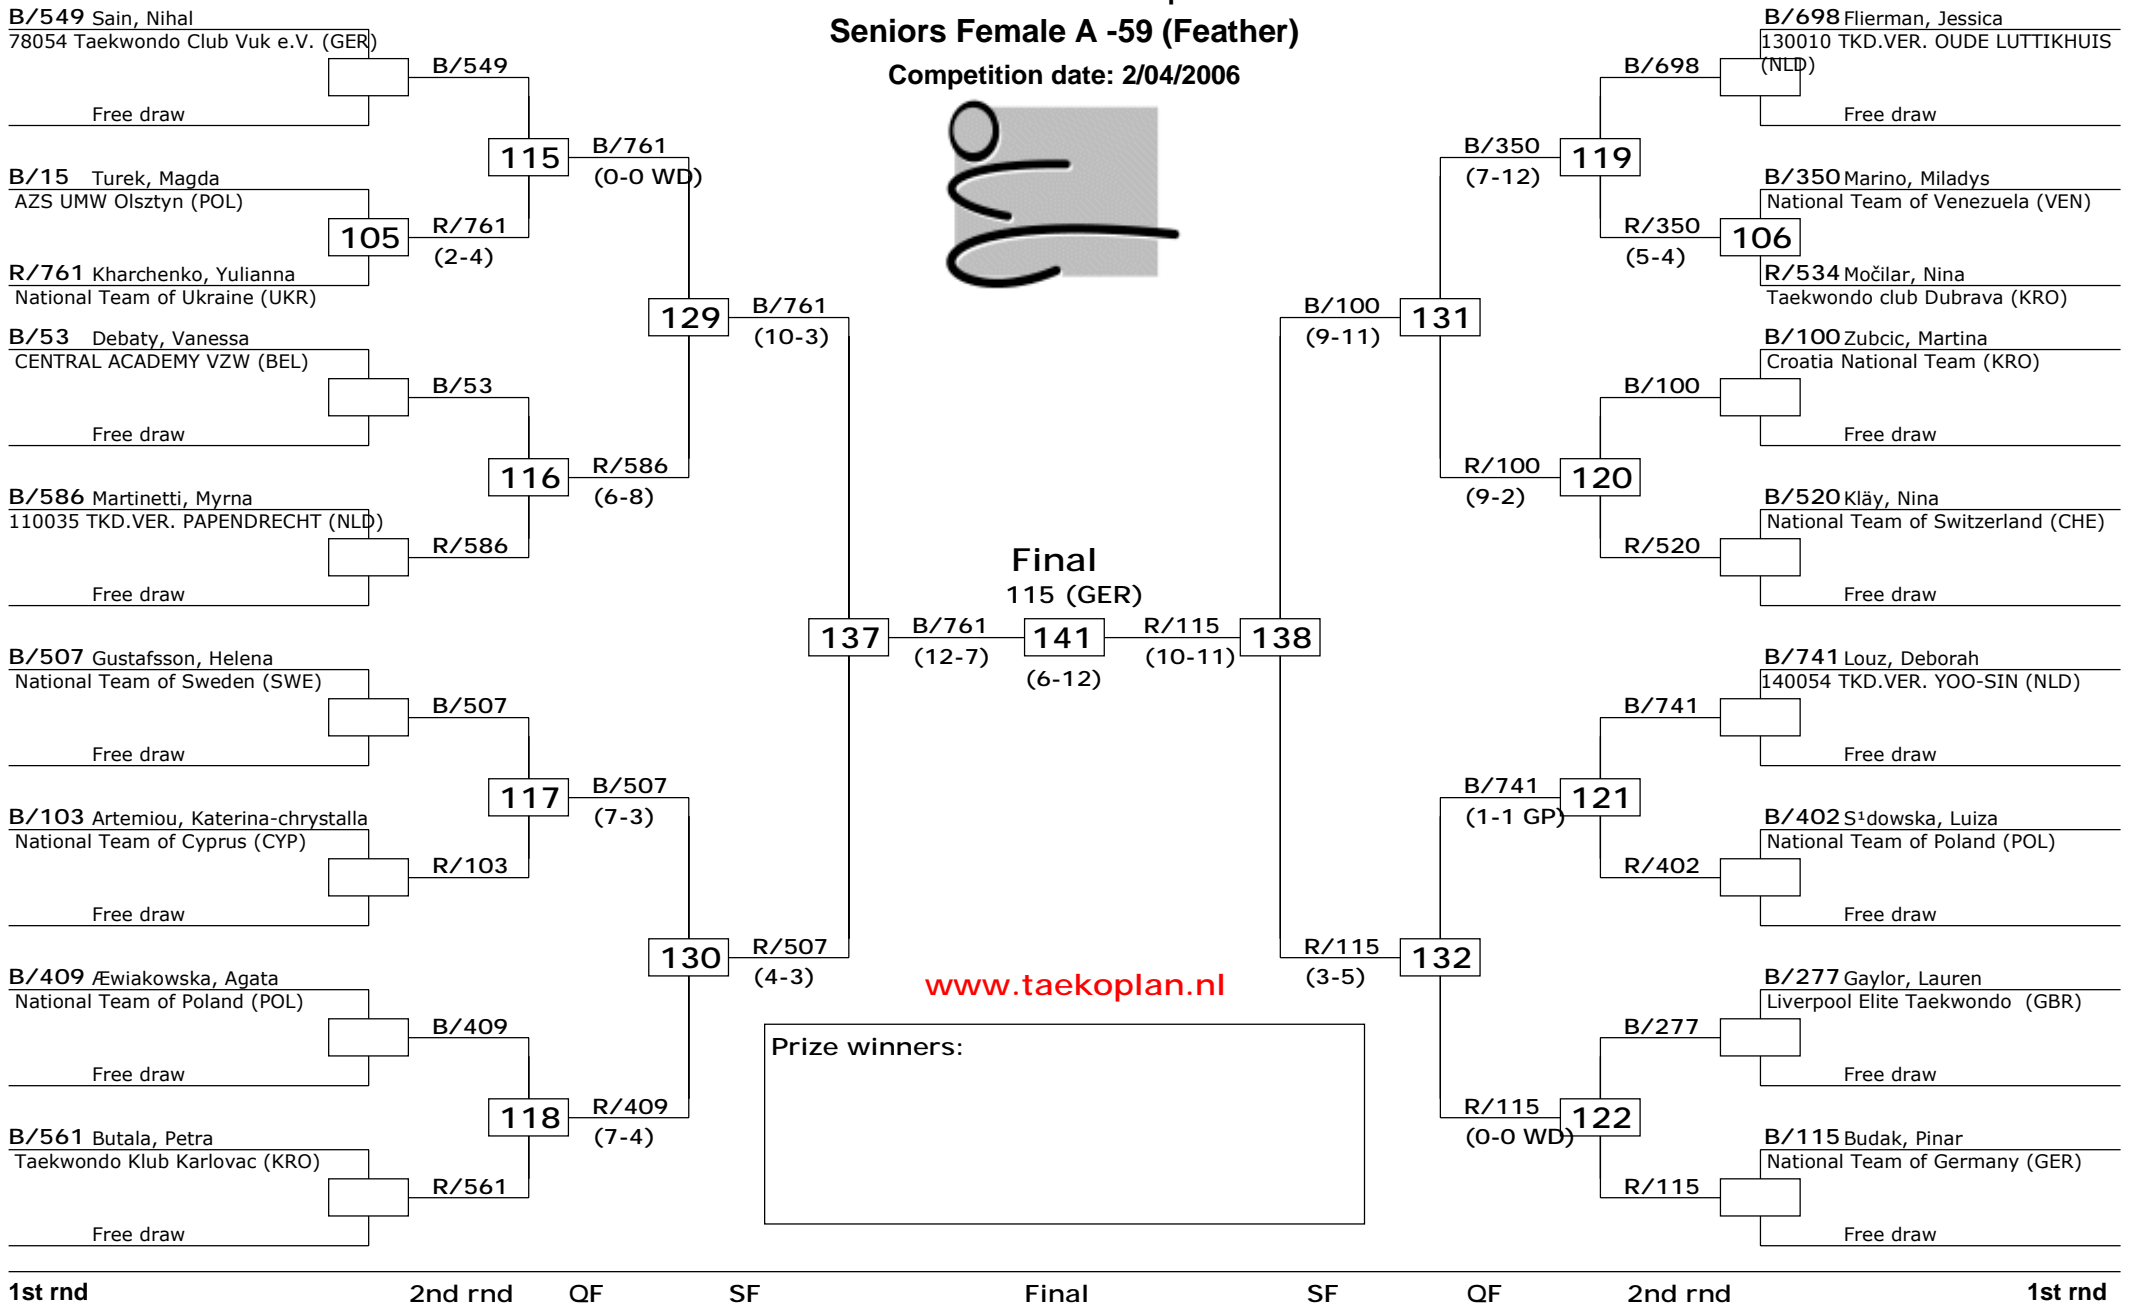 Seniors Female A -59 (Feather)
Competition date: 2/04/2006
B/549 Sain, Nihal
78054 Taekwondo Club Vuk e.V. (GER)
B/549
Free draw
115
B/761
(0-0 WD)
B/15 Turek, Magda
AZS UMW Olsztyn (POL)
105
R/761
(2-4)
R/761 Kharchenko, Yulianna
National Team of Ukraine (UKR)
129
B/761
(10-3)
B/53 Debaty, Vanessa
CENTRAL ACADEMY VZW (BEL)
B/53
Free draw
116
R/586
(6-8)
B/586 Martinetti, Myrna
110035 TKD.VER. PAPENDRECHT (NLD)
R/586
Free draw
137
B/761
(12-7)
B/507 Gustafsson, Helena
National Team of Sweden (SWE)
B/507
Free draw
117
B/507
(7-3)
B/103 Artemiou, Katerina-chrystalla
National Team of Cyprus (CYP)
R/103
Free draw
130
R/507
(4-3)
B/409 Æwiakowska, Agata
National Team of Poland (POL)
B/409
Free draw
118
R/409
(7-4)
B/561 Butala, Petra
Taekwondo Klub Karlovac (KRO)
R/561
Free draw
Final
115 (GER)
141
(6-12)
www.taekoplan.nl
Prize winners:
B/698 Flierman, Jessica
130010 TKD.VER. OUDE LUTTIKHUIS
(NLD)
B/698
Free draw
B/350
(7-12)
119
B/350 Marino, Miladys
National Team of Venezuela (VEN)
R/350
(5-4)
106
R/534 Močilar, Nina
Taekwondo club Dubrava (KRO)
B/100
(9-11)
131
B/100 Zubcic, Martina
Croatia National Team (KRO)
B/100
Free draw
R/100
(9-2)
120
B/520 Kläy, Nina
National Team of Switzerland (CHE)
R/520
Free draw
R/115
(10-11)
138
B/741 Louz, Deborah
140054 TKD.VER. YOO-SIN (NLD)
B/741
Free draw
B/741
(1-1 GP)
121
B/402 S¹dowska, Luiza
National Team of Poland (POL)
R/402
Free draw
R/115
(3-5)
132
B/277 Gaylor, Lauren
Liverpool Elite Taekwondo (GBR)
B/277
Free draw
R/115
(0-0 WD)
122
B/115 Budak, Pinar
National Team of Germany (GER)
R/115
Free draw
1st rnd 2nd rnd QF SF Final SF QF 2nd rnd 1st rnd